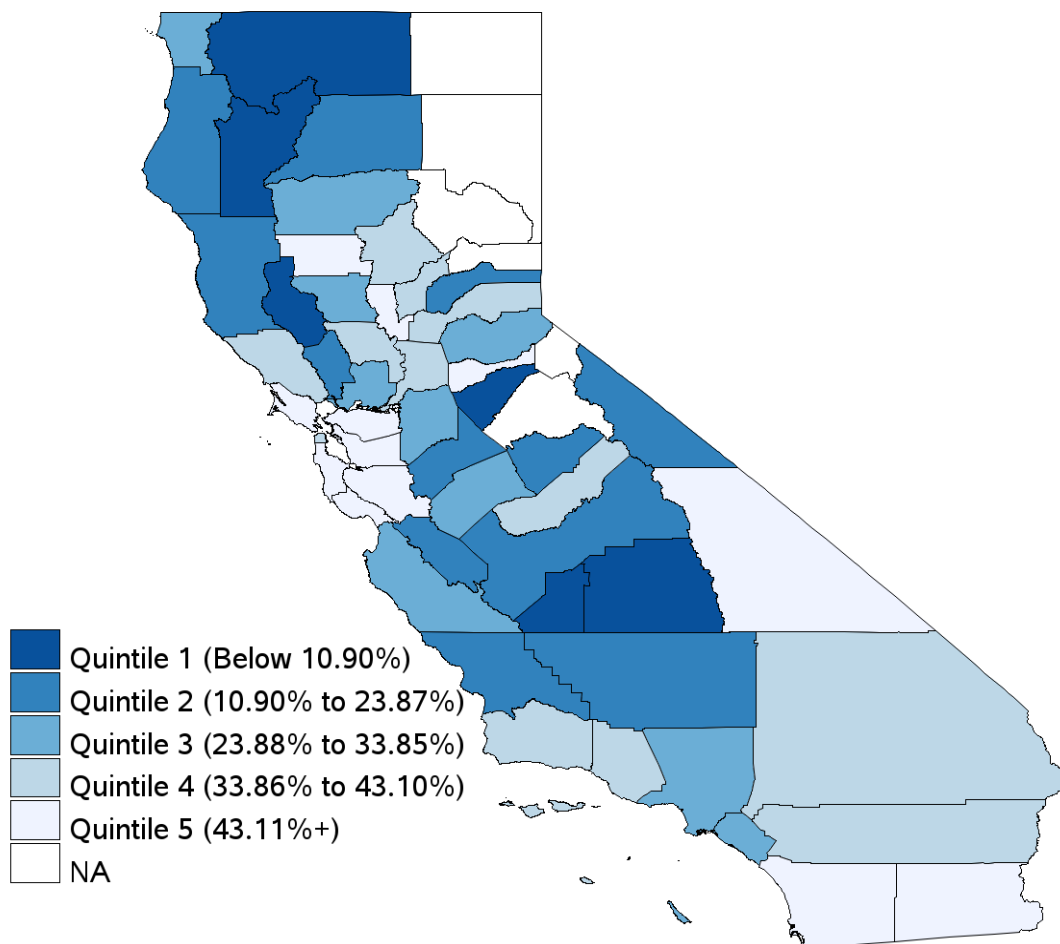 Quintile 1 (Below 10.90%)
Quintile 2 (10.90% to 23.87%)
Quintile 3 (23.88% to 33.85%)
Quintile 4 (33.86% to 43.10%)
Quintile 5 (43.11%+)
NA